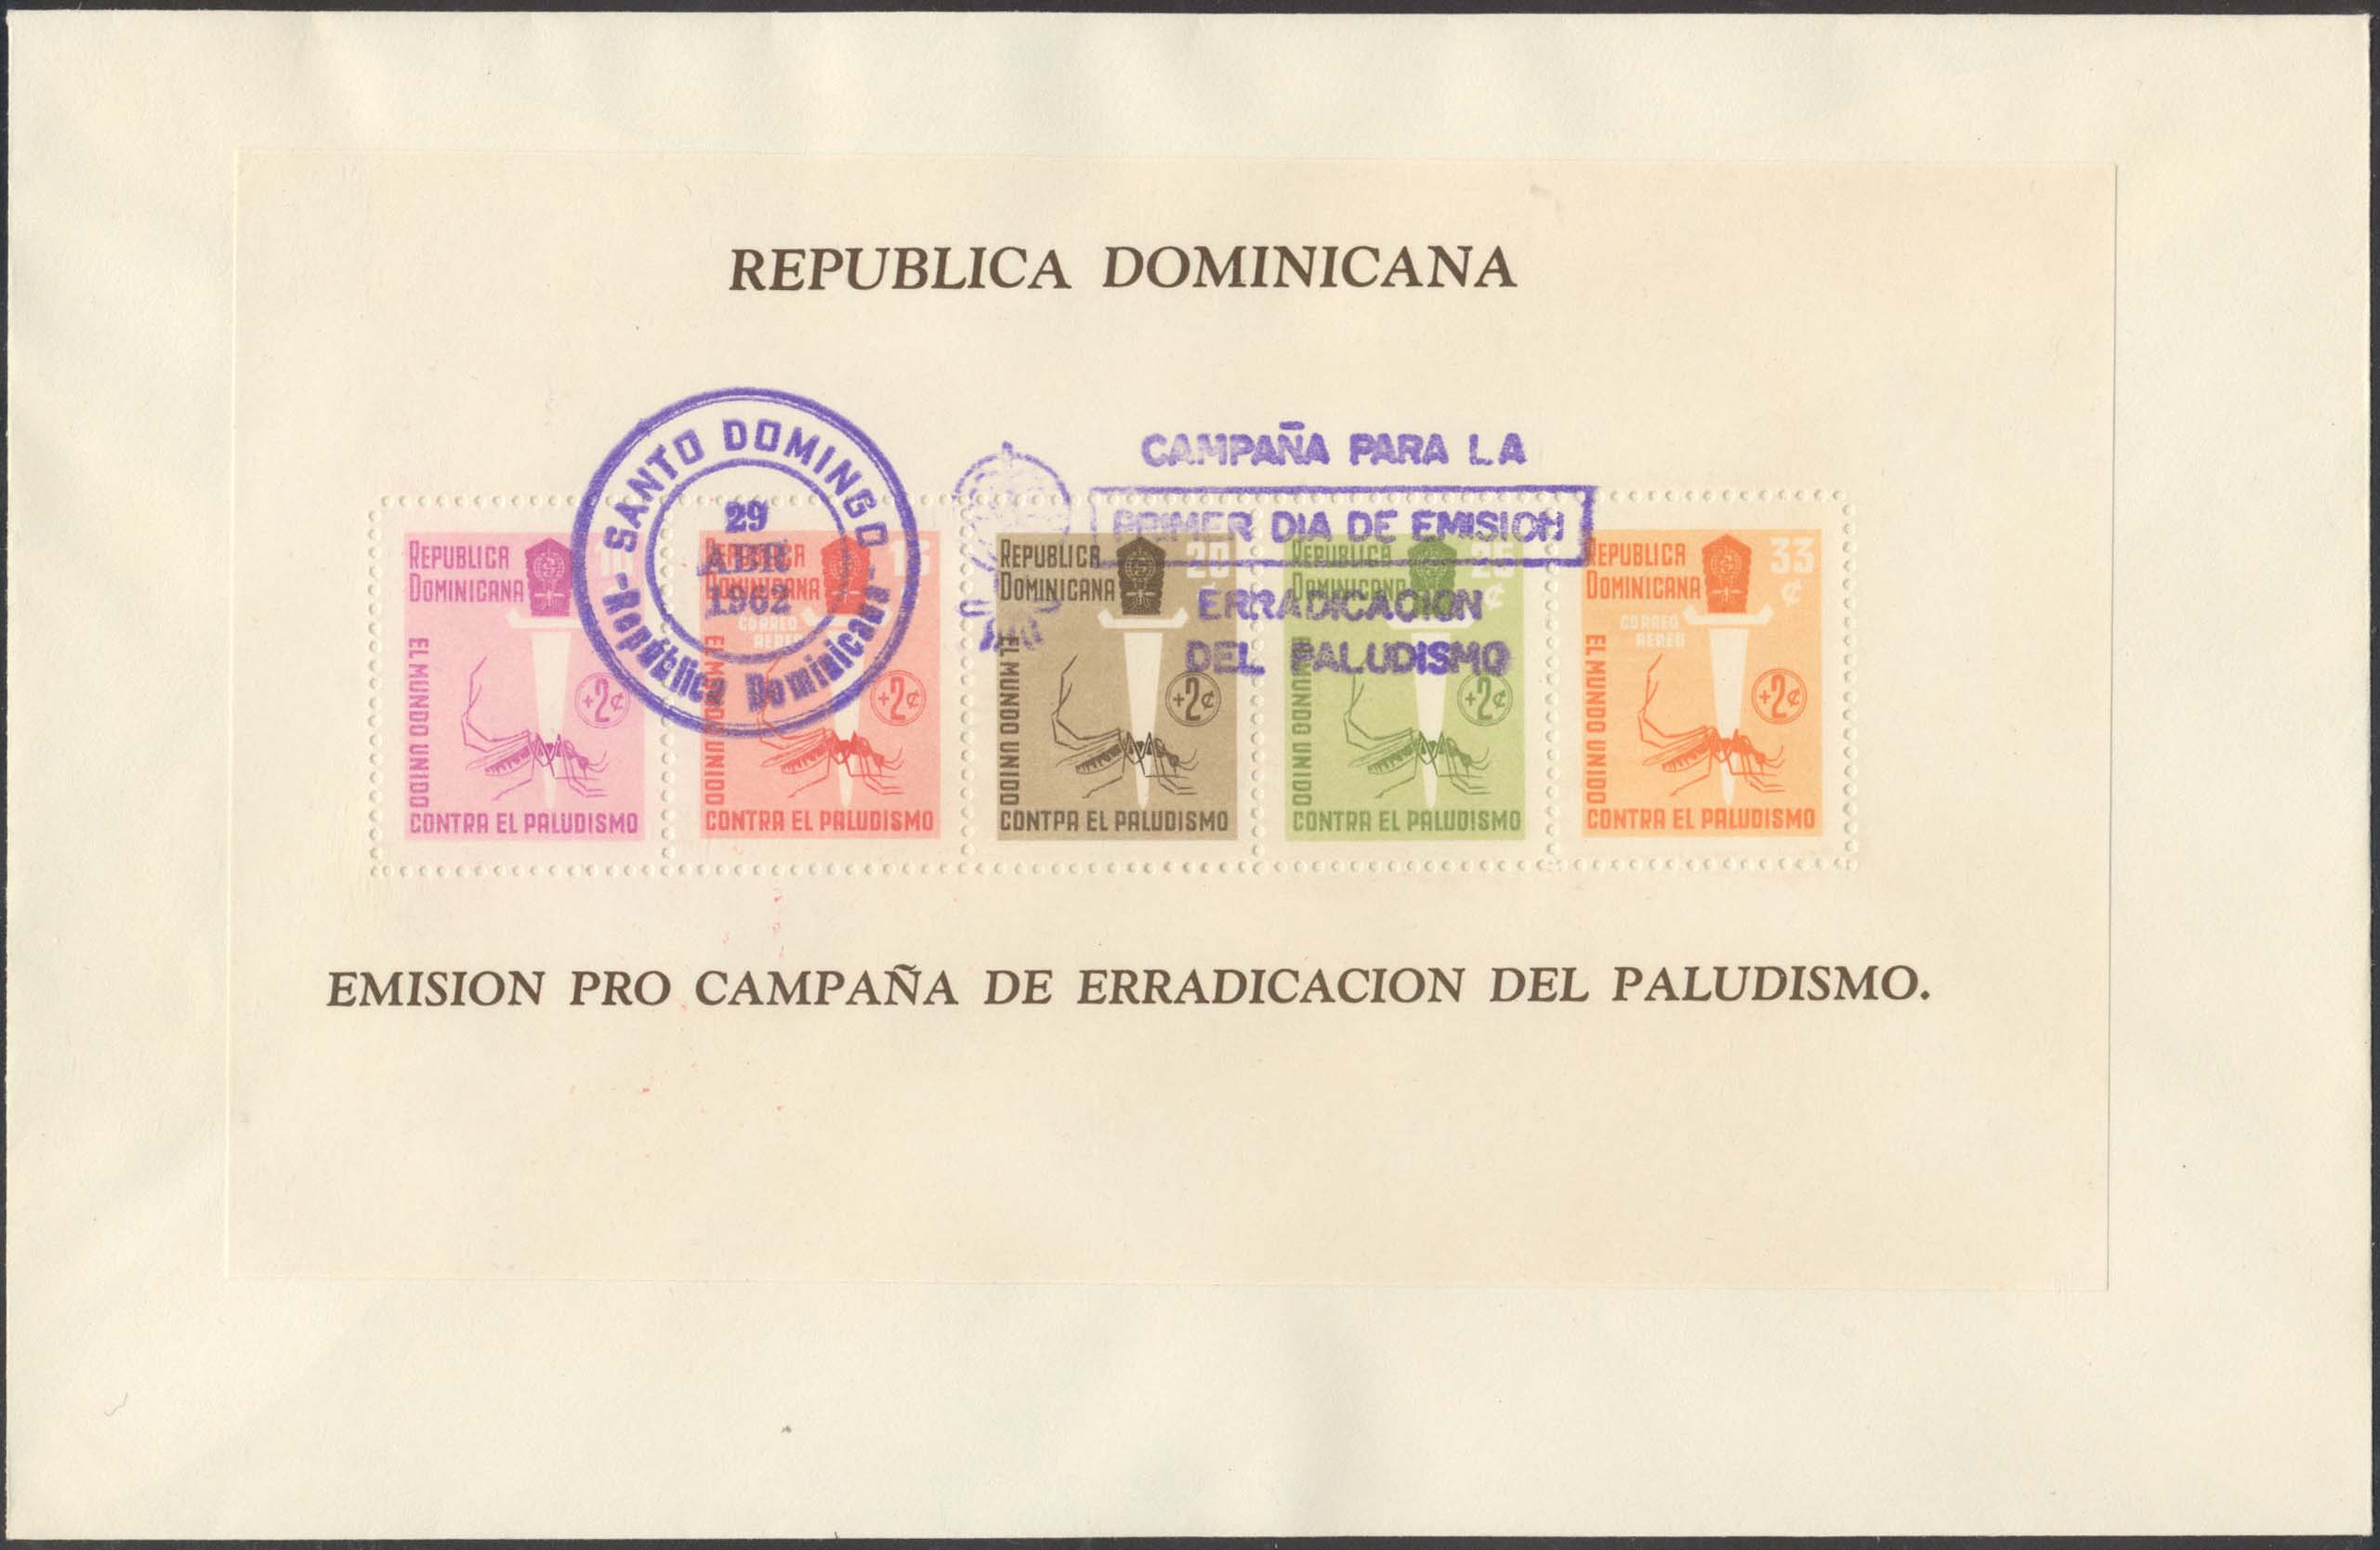 REPUBLICA DOMINICANA
SANTO DOMINGO
29
ABR
1962
-República Dominicana-
CAMPAÑA PARA LA
PRIMER DIA DE EMISION
ERRADICACION
DEL PALUDISMO
REPUBLICA
DOMINICANA
10
EL MUNDO UNIDO
+2¢
CONTRA EL PALUDISMO
REPUBLICA
DOMINICANA
15
CORREO
AEREO
EL MUNDO UNIDO
+2¢
CONTRA EL PALUDISMO
REPUBLICA
DOMINICANA
20
¢
EL MUNDO UNIDO
+2¢
CONTPA EL PALUDISMO
REPUBLICA
DOMINICANA
25
¢
EL MUNDO UNIDO
+2¢
CONTRA EL PALUDISMO
REPUBLICA
DOMINICANA
33
¢
CORREO
AEREO
EL MUNDO UNIDO
+2¢
CONTRA EL PALUDISMO
EMISION PRO CAMPAÑA DE ERRADICACION DEL PALUDISMO.